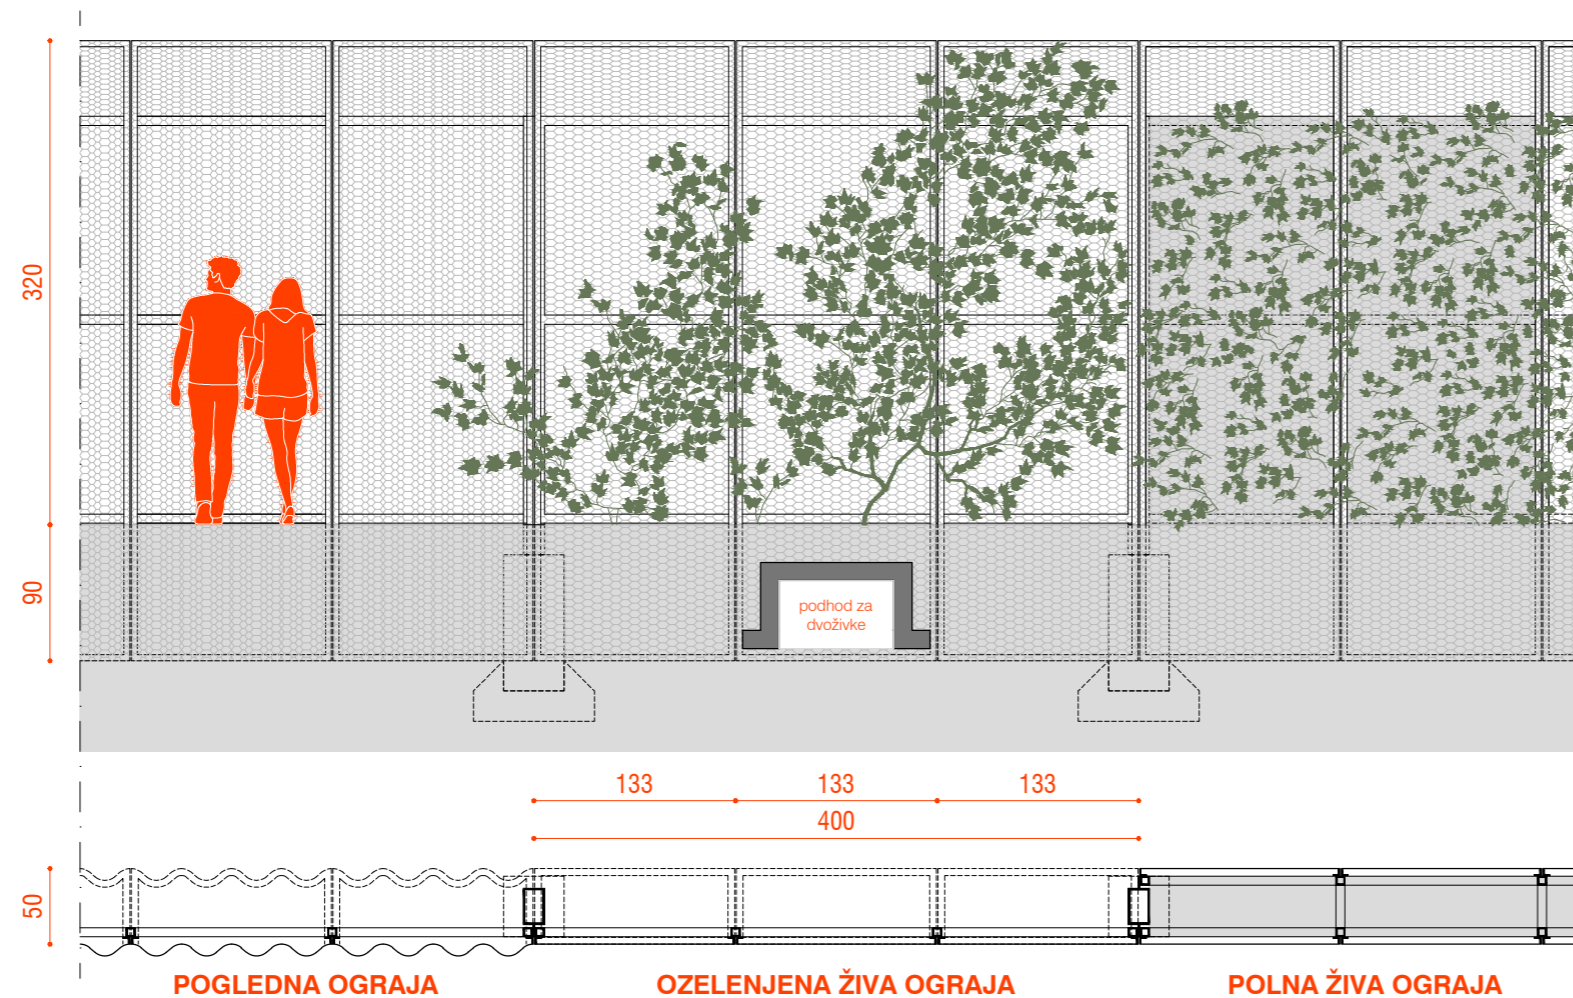 320
90
podhod za
dvoživke
133 133 133
400
50
POGLEDNA OGRAJA OZELENJENA ŽIVA OGRAJA POLNA ŽIVA OGRAJA